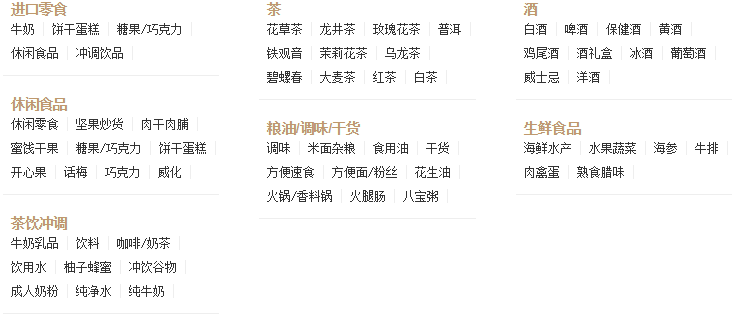 进口零食
牛奶 饼干蛋糕 糖果/巧克力
休闲食品 冲调饮品
休闲食品
休闲零食 坚果炒货 肉干肉脯
蜜饯干果 糖果/巧克力 饼干蛋糕
开心果 话梅 巧克力 威化
茶饮冲调
牛奶乳品 饮料 咖啡/奶茶
饮用水 柚子蜂蜜 冲饮谷物
成人奶粉 纯净水 纯牛奶
茶
花草茶 龙井茶 玫瑰花茶 普洱
铁观音 茉莉花茶 乌龙茶
碧螺春 大麦茶 红茶 白茶
粮油/调味/干货
调味 米面杂粮 食用油 干货
方便速食 方便面/粉丝 花生油
火锅/香料锅 火腿肠 八宝粥
酒
白酒 啤酒 保健酒 黄酒
鸡尾酒 酒礼盒 冰酒 葡萄酒
威士忌 洋酒
生鲜食品
海鲜水产 水果蔬菜 海参 牛排
肉禽蛋 熟食腊味